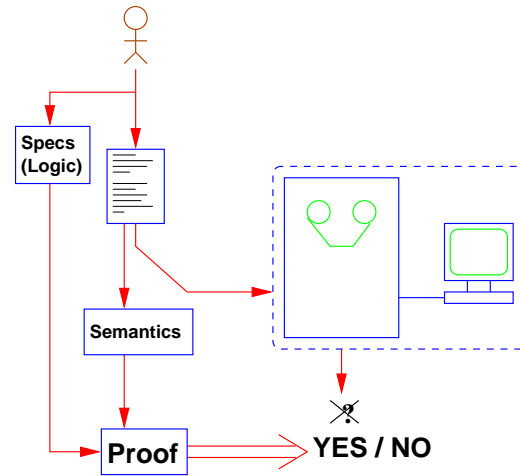 Specs
(Logic)
Semantics
?
Proof
YES / NO